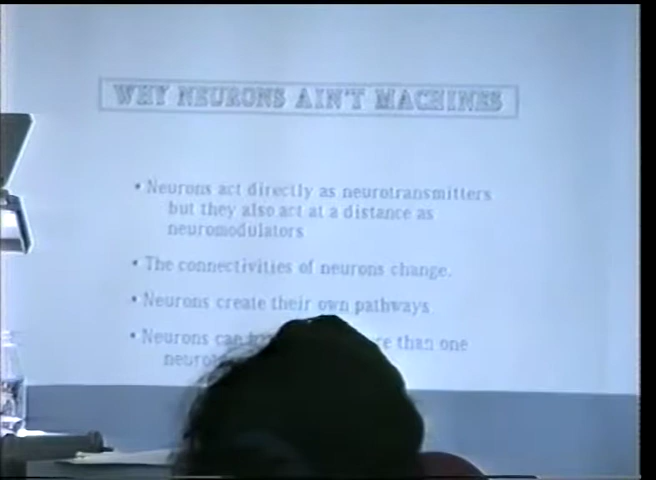 WHY NEURONS AIN'T MACHINES
• Neurons act directly as neurotransmitters
but they also act at a distance as
neuromodulators
• The connectivities of neurons change.
• Neurons create their own pathways.
• Neurons can than one